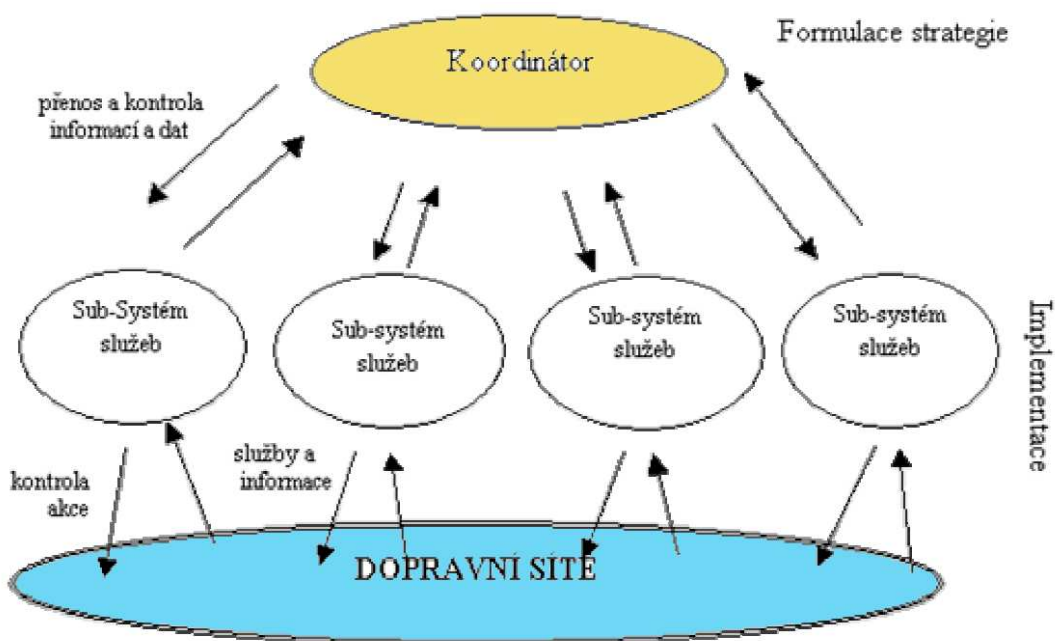 Formulace strategie
Koordinátor
přenos a kontrola
informací a dat
Sub-Systém
služeb
Sub-systém
služeb
Sub-systém
služeb
Sub-systém
služeb
Implementace
kontrola
akce
služby a
informace
DOPRAVNÍ SÍTĚ